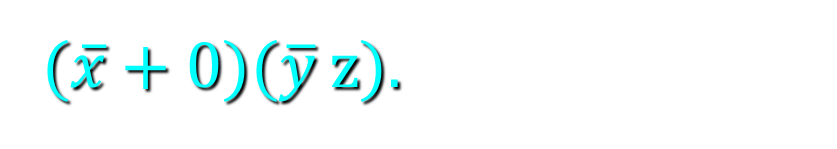 (x̄ + 0)(ȳ z).